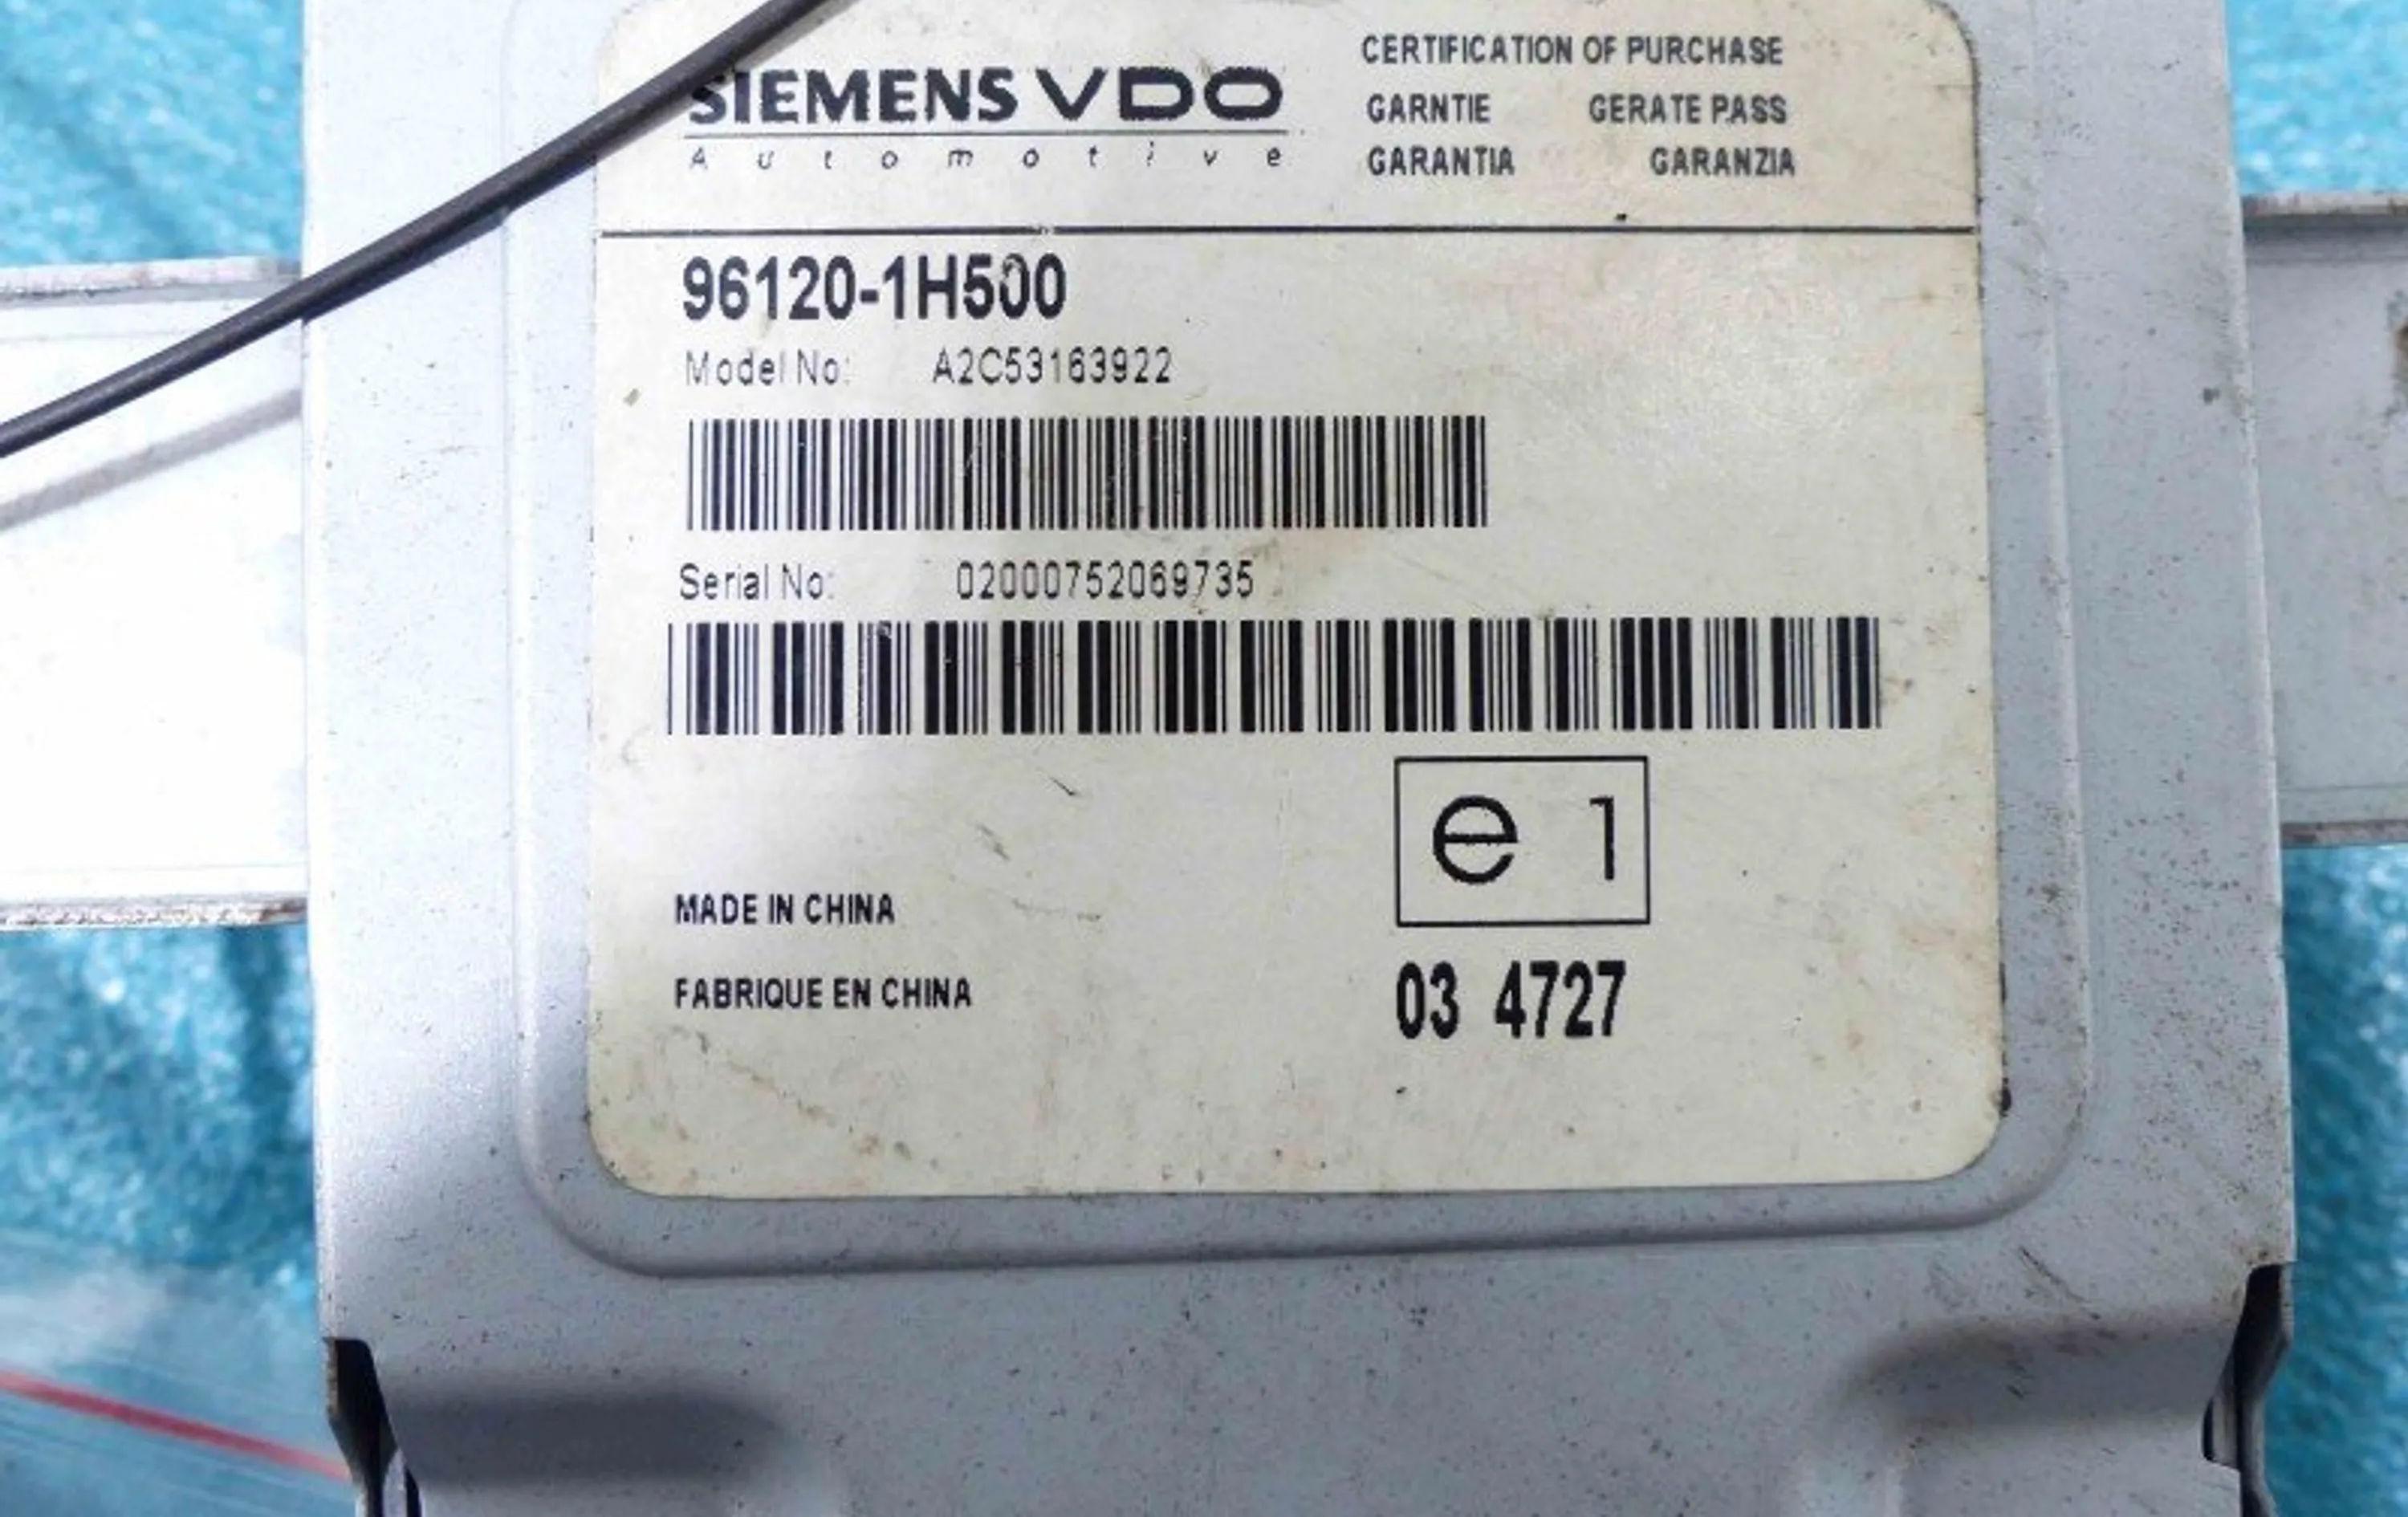 SIEMENS VDO
Automotive
CERTIFICATION OF PURCHASE
GARNTIE GERATE PASS
GARANTIA GARANZIA
96120-1H500
Model No: A2C53163922
Serial No: 02000752069735
e 1
MADE IN CHINA
FABRIQUE EN CHINA
03 4727